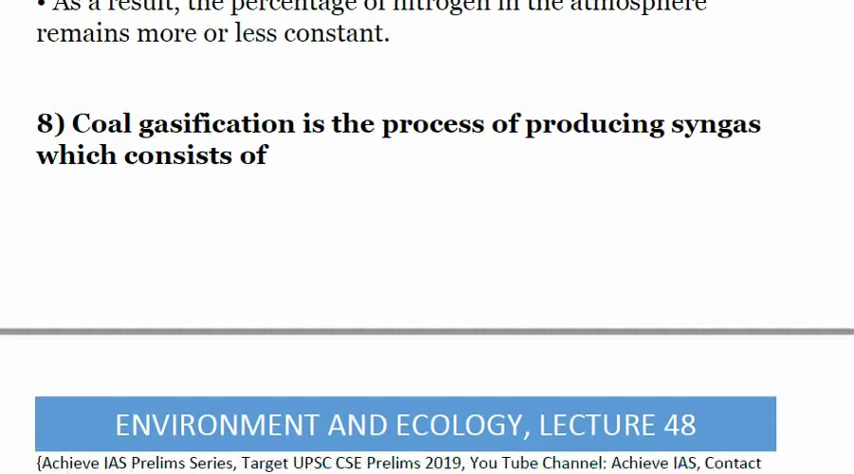 • As a result, the percentage of nitrogen in the atmosphere
remains more or less constant.
8) Coal gasification is the process of producing syngas
which consists of
ENVIRONMENT AND ECOLOGY, LECTURE 48
{Achieve IAS Prelims Series, Target UPSC CSE Prelims 2019, You Tube Channel: Achieve IAS, Contact